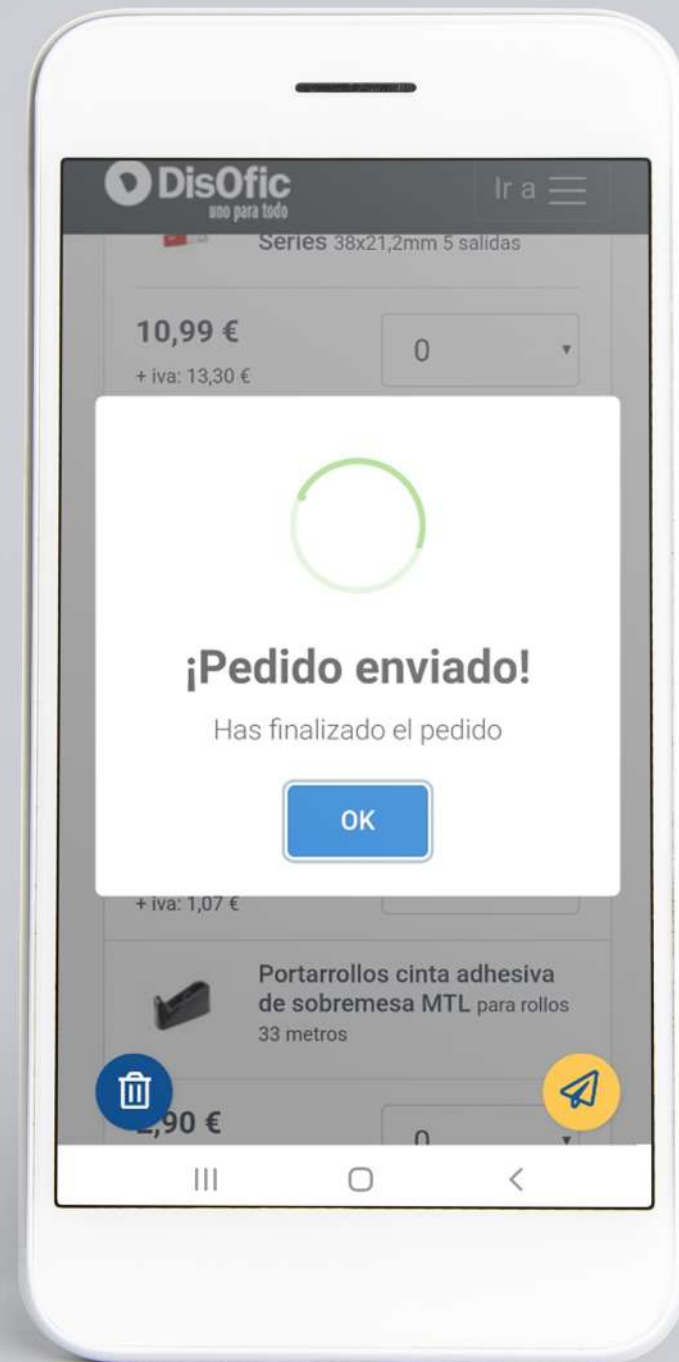 DisOfic
uno para todo
Ir a
Series 38x21,2mm 5 salidas
10,99 €
+ iva: 13,30 €
0
¡Pedido enviado!
Has finalizado el pedido
OK
+ iva: 1,07 €
Portarrollos cinta adhesiva
de sobremesa MTL para rollos
33 metros
2,90 €
0